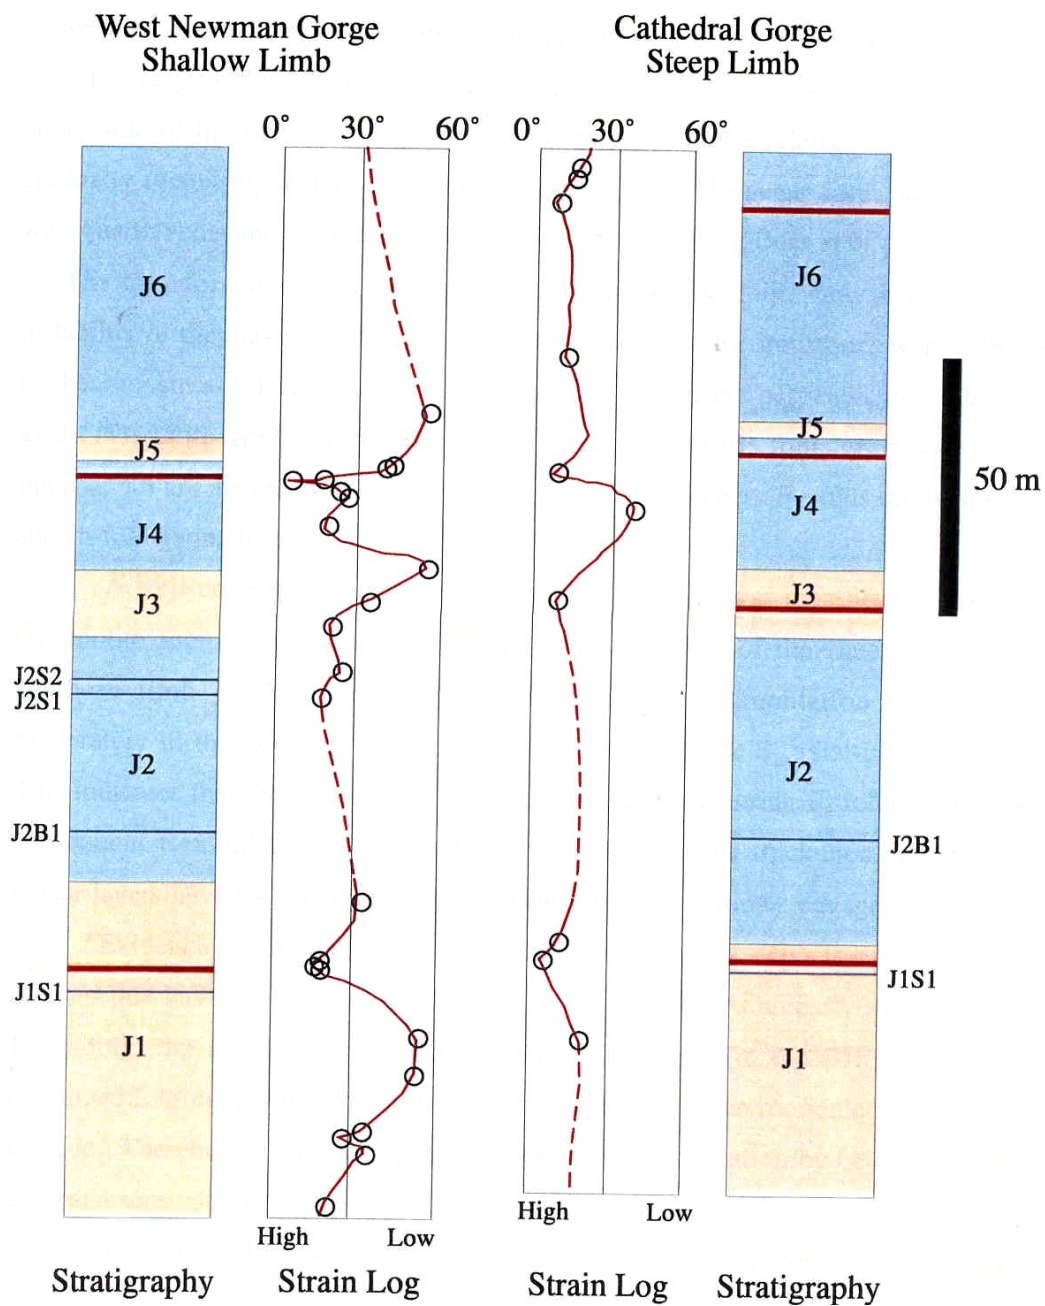 West Newman Gorge
Shallow Limb
Cathedral Gorge
Steep Limb
0° 30° 60°
0° 30° 60°
J6
J5
J4
J3
J2S2
J2S1
J2
J2B1
J1S1
J1
J6
J5
J4
J3
J2
J2B1
J1S1
J1
50 m
High Low
High Low
Stratigraphy
Strain Log
Strain Log
Stratigraphy